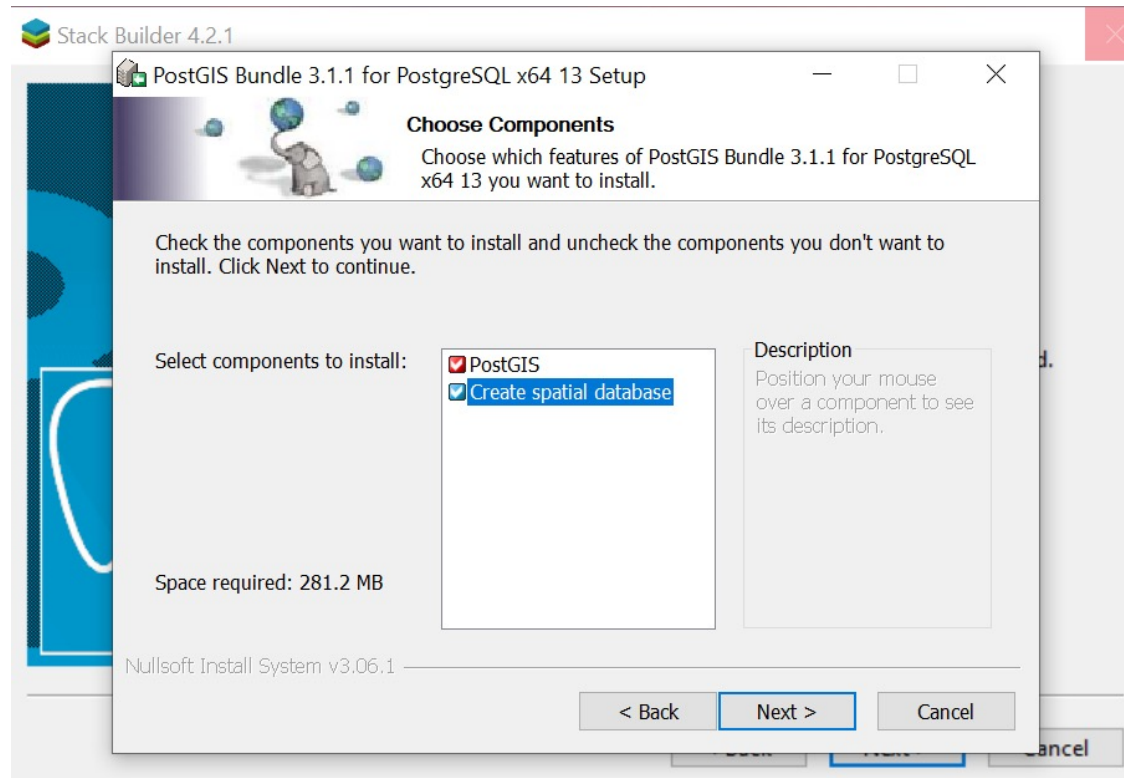 Stack Builder 4.2.1
PostGIS Bundle 3.1.1 for PostgreSQL x64 13 Setup
Choose Components
Choose which features of PostGIS Bundle 3.1.1 for PostgreSQL
x64 13 you want to install.
Check the components you want to install and uncheck the components you don't want to
install. Click Next to continue.
Select components to install:
PostGIS
Create spatial database
Description
Position your mouse
over a component to see
its description.
d.
Space required: 281.2 MB
Nullsoft Install System v3.06.1
< Back
Next >
Cancel
ancel